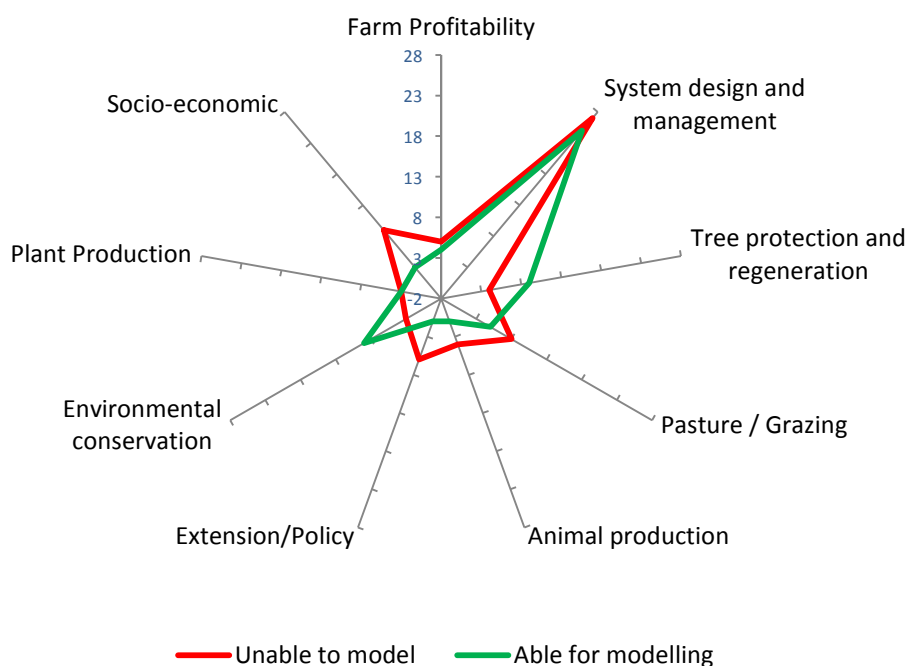 Farm Profitability
28
23
18
13
8
3
-2
System design and
management
Tree protection and
regeneration
Pasture / Grazing
Animal production
Extension/Policy
Environmental
conservation
Plant Production
Socio-economic
Unable to model
Able for modelling